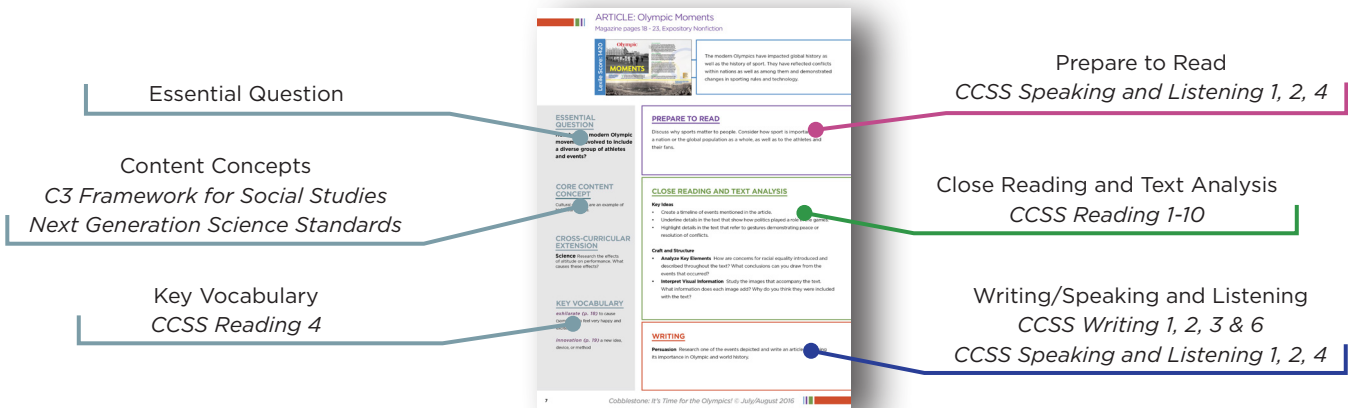 ARTICLE: Olympic Moments
Magazine pages 18 - 23, Expository Nonfiction
Lexile Score: 1420
Olympic
MOMENTS
The modern Olympics have impacted global history as
well as the history of sport. They have reflected conflicts
within nations as well as among them and demonstrated
changes in sporting rules and technology.
Essential Question
Content Concepts
C3 Framework for Social Studies
Next Generation Science Standards
Key Vocabulary
CCSS Reading 4
ESSENTIAL
QUESTION
modern Olympic
volved to include
a diverse group of athletes
and events?
CORE CONTENT
CONCEPT
are an example of
CROSS-CURRICULAR
EXTENSION
Science Research the effects
of attitude on performance. What
causes these effects?
KEY VOCABULARY
exhilarate (p. 18) to cause
feel very happy and
innovation (p. 18) a new idea,
device, or method
PREPARE TO READ
Discuss why sports matter to people. Consider how sport is
a nation or the global population as a whole, as well as to the athletes and
their fans.
CLOSE READING AND TEXT ANALYSIS
Key Ideas
• Create a timeline of events mentioned in the article.
• Underline details in the text that show how politics played a role games.
• Highlight details in the text that refer to gestures demonstrating peace or
resolution of conflicts.
Craft and Structure
• Analyze Key Elements How are concerns for racial equality introduced and
described throughout the text? What conclusions can you draw from the
events that occurred?
• Interpret Visual Information Study the images that accompany the text.
What information does each image add? Why do you think they were included
with the text?
WRITING
Persuasion Research one of the events depicted and write an article
its importance in Olympic and world history.
7
Cobblestone: It's Time for the Olympics! © July/August 2016
Prepare to Read
CCSS Speaking and Listening 1, 2, 4
Close Reading and Text Analysis
CCSS Reading 1-10
Writing/Speaking and Listening
CCSS Writing 1, 2, 3 & 6
CCSS Speaking and Listening 1, 2, 4